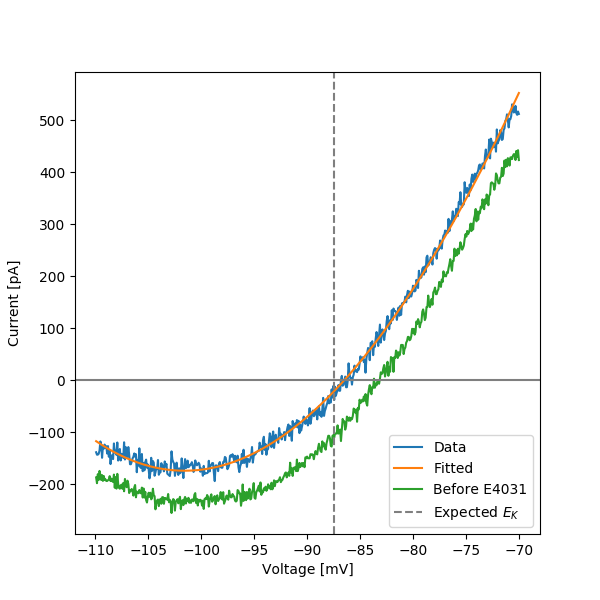 500
400
300
200
100
0
−100
−200
Current [pA]
−110 −105 −100 −95 −90 −85 −80 −75 −70
Voltage [mV]
Data
Fitted
Before E4031
Expected E_K